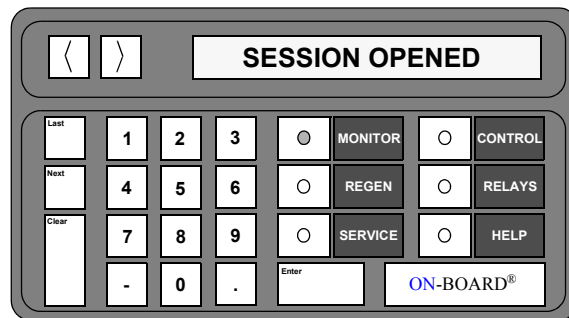 〈 〉 SESSION OPENED
Last 1 2 3 MONITOR CONTROL
Next 4 5 6 REGEN RELAYS
Clear 7 8 9 SERVICE HELP
- 0 . Enter ON-BOARD®